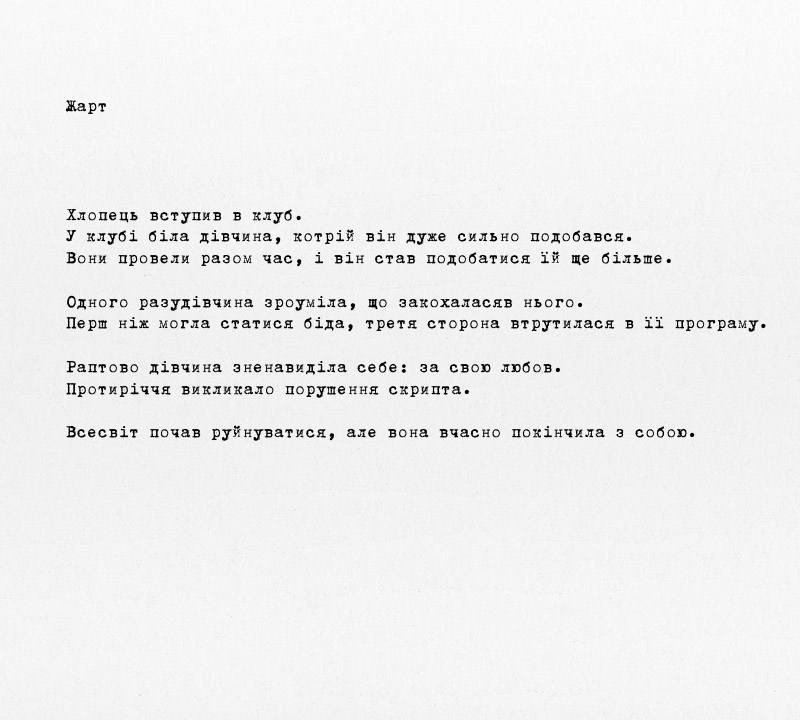 Жарт
Хлопець вступив в клуб.
У клубі біла дівчина, котрій він дуже сильно подобався.
Вони провели разом час, і він став подобатися їй ще більше.
Одного разудівчина зроуміла, що закохаласяв нього.
Перш ніж могла статися біда, третя сторона втрутилася в її програму.
Раптово дівчина зненавиділа себе: за свою любов.
Протиріччя викликало порушення скрипта.
Всесвіт почав руйнуватися, але вона вчасно покінчила з собою.